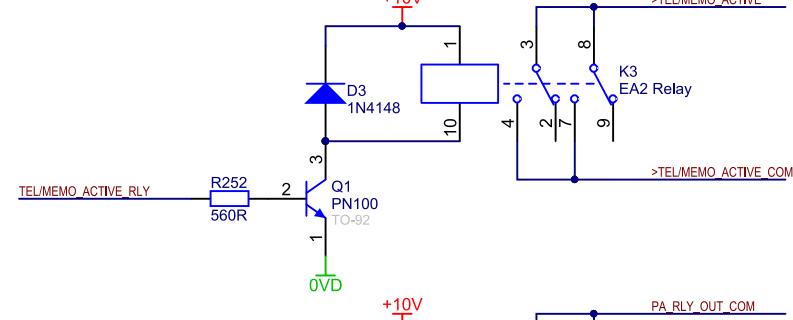 +10V
>TEL/MEMO_ACTIVE
1
3
8
K3
EA2 Relay
D3
1N4148
10
4
2
7
9
3
>TEL/MEMO_ACTIVE_COM
R252
2
Q1
TEL/MEMO_ACTIVE_RLY
PN100
560R
TO-92
1
0VD
+10V
PA_RLY_OUT_COM